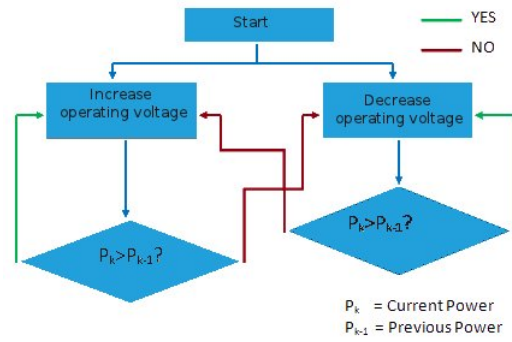 Start
YES
NO
Increase
operating voltage
Decrease
operating voltage
Pk>Pk-1?
Pk>Pk-1?
Pk = Current Power
Pk-1 = Previous Power